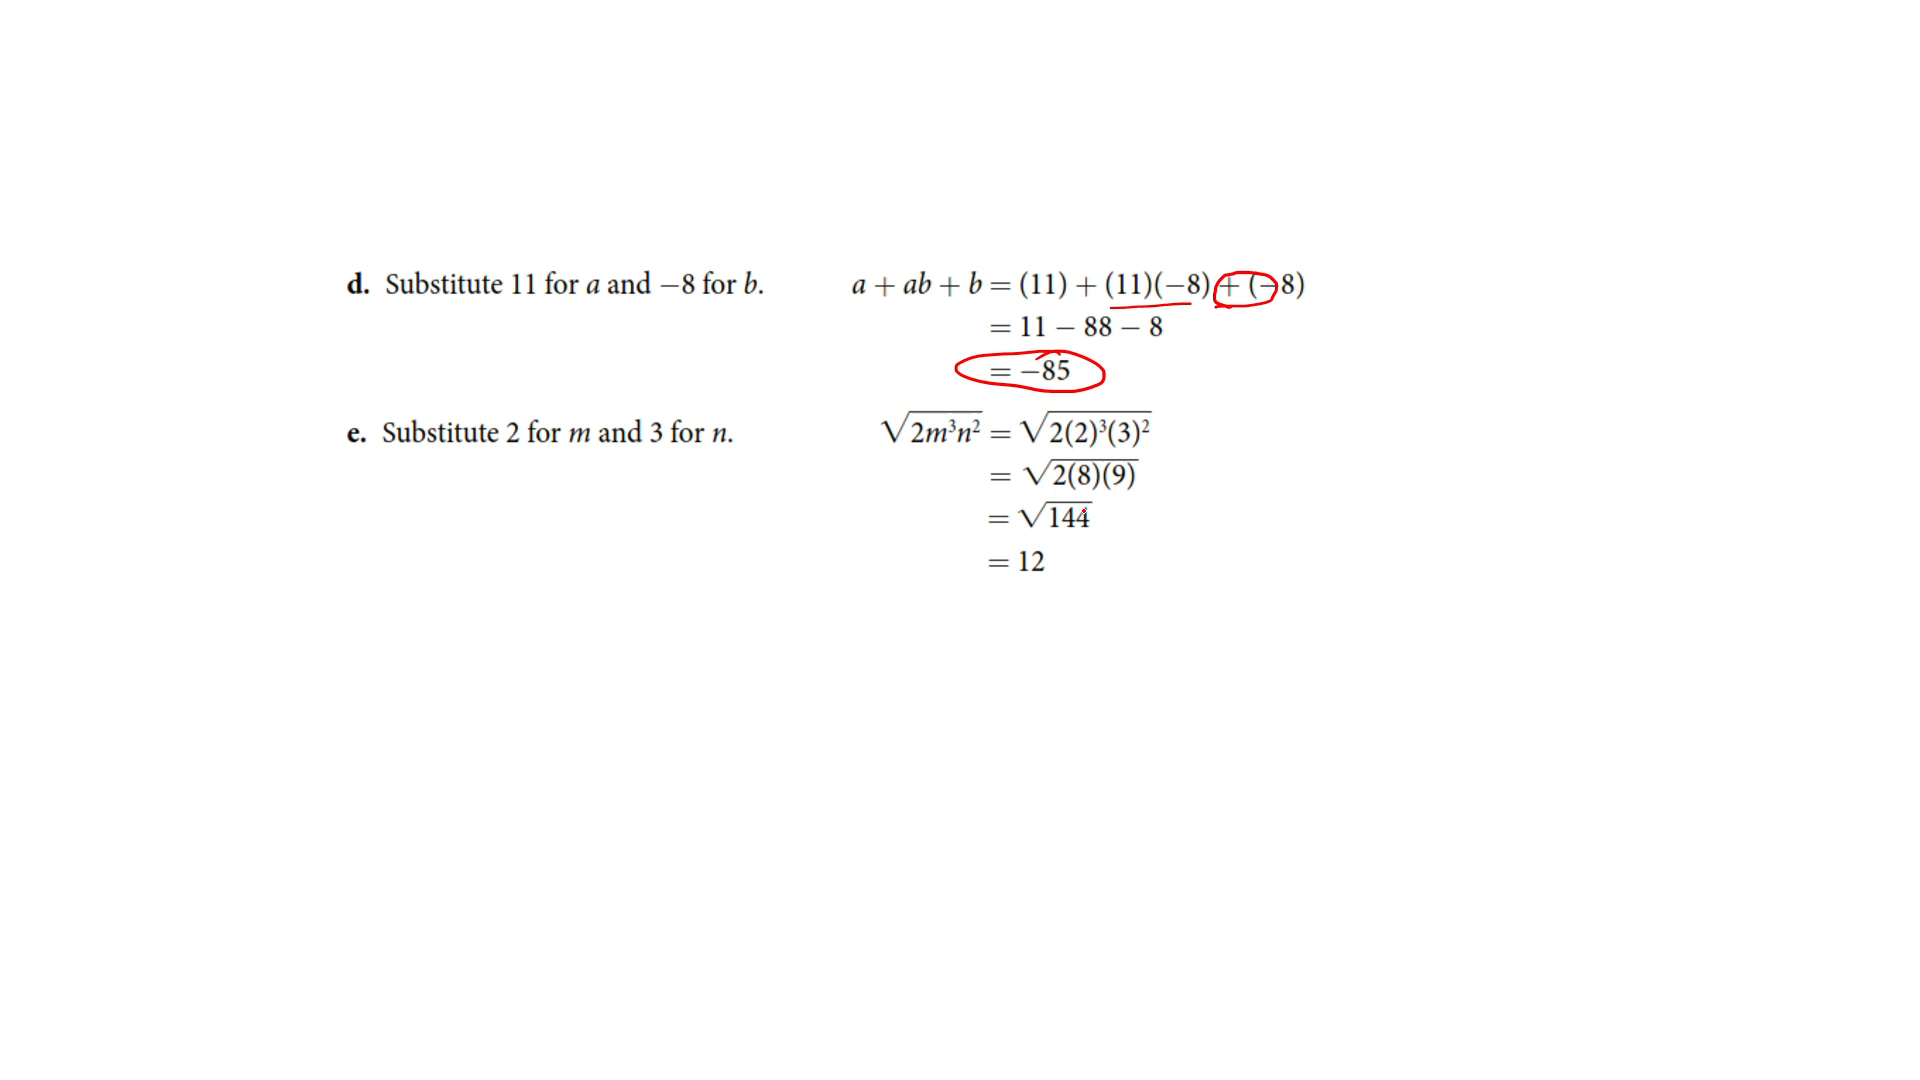 d. Substitute 11 for a and −8 for b. a + ab + b = (11) + (11)(−8) + (−8)
= 11 − 88 − 8
= −85
e. Substitute 2 for m and 3 for n. √2m³n² = √2(2)³(3)²
= √2(8)(9)
= √144
= 12